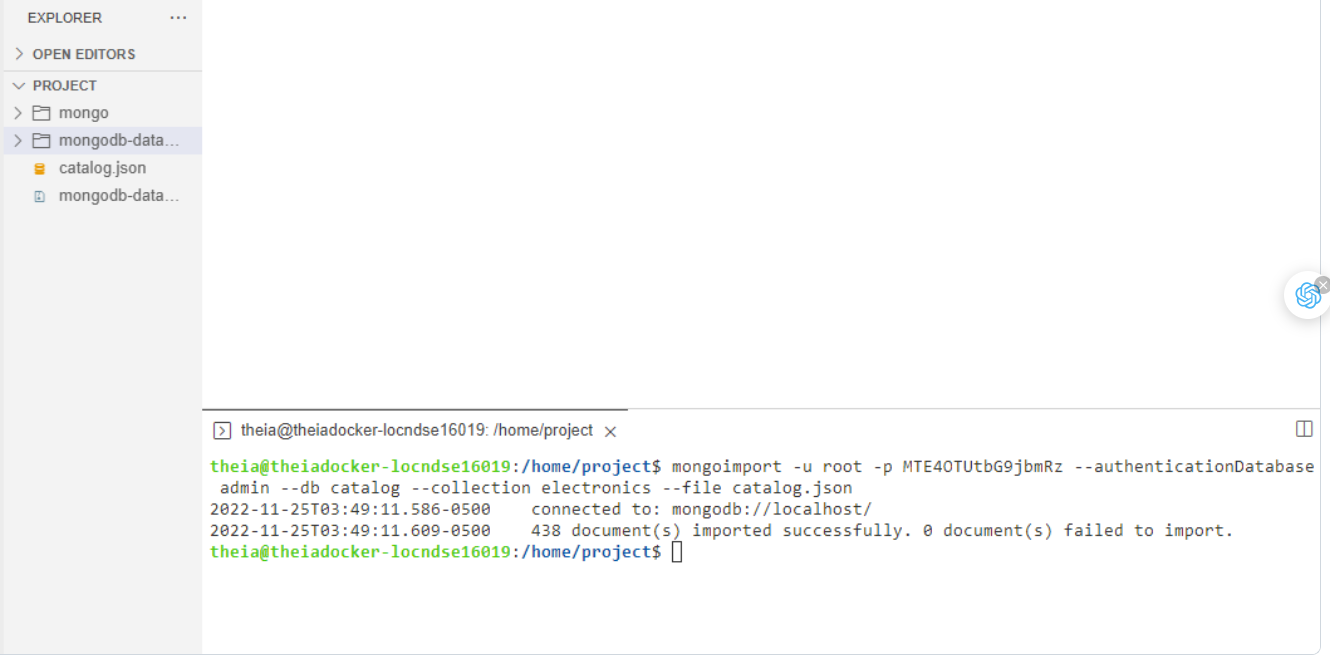 EXPLORER ...
OPEN EDITORS
PROJECT
mongo
mongodb-data...
catalog.json
mongodb-data...
theia@theiadocker-locndse16019: /home/project
theia@theiadocker-locndse16019:/home/project$ mongoimport -u root -p MTE4OTUtbG9jbmRz --authenticationDatabase
admin --db catalog --collection electronics --file catalog.json
2022-11-25T03:49:11.586-0500    connected to: mongodb://localhost/
2022-11-25T03:49:11.609-0500    438 document(s) imported successfully. 0 document(s) failed to import.
theia@theiadocker-locndse16019:/home/project$